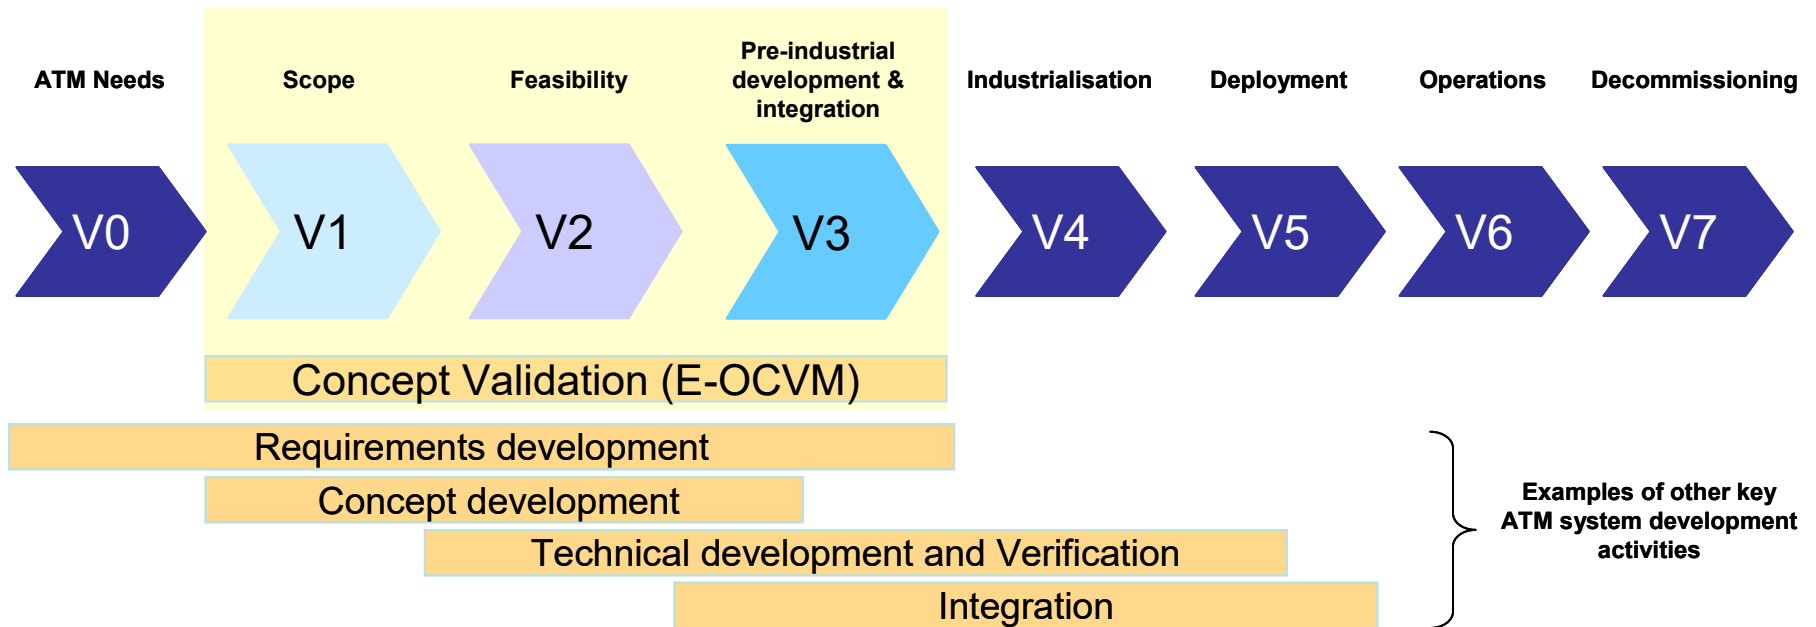 ATM Needs
Scope
Feasibility
Pre-industrial
development &
integration
Industrialisation
Deployment
Operations
Decommissioning
V0
V1
V2
V3
V4
V5
V6
V7
Concept Validation (E-OCVM)
Requirements development
Concept development
Technical development and Verification
Integration
Examples of other key
ATM system development
activities